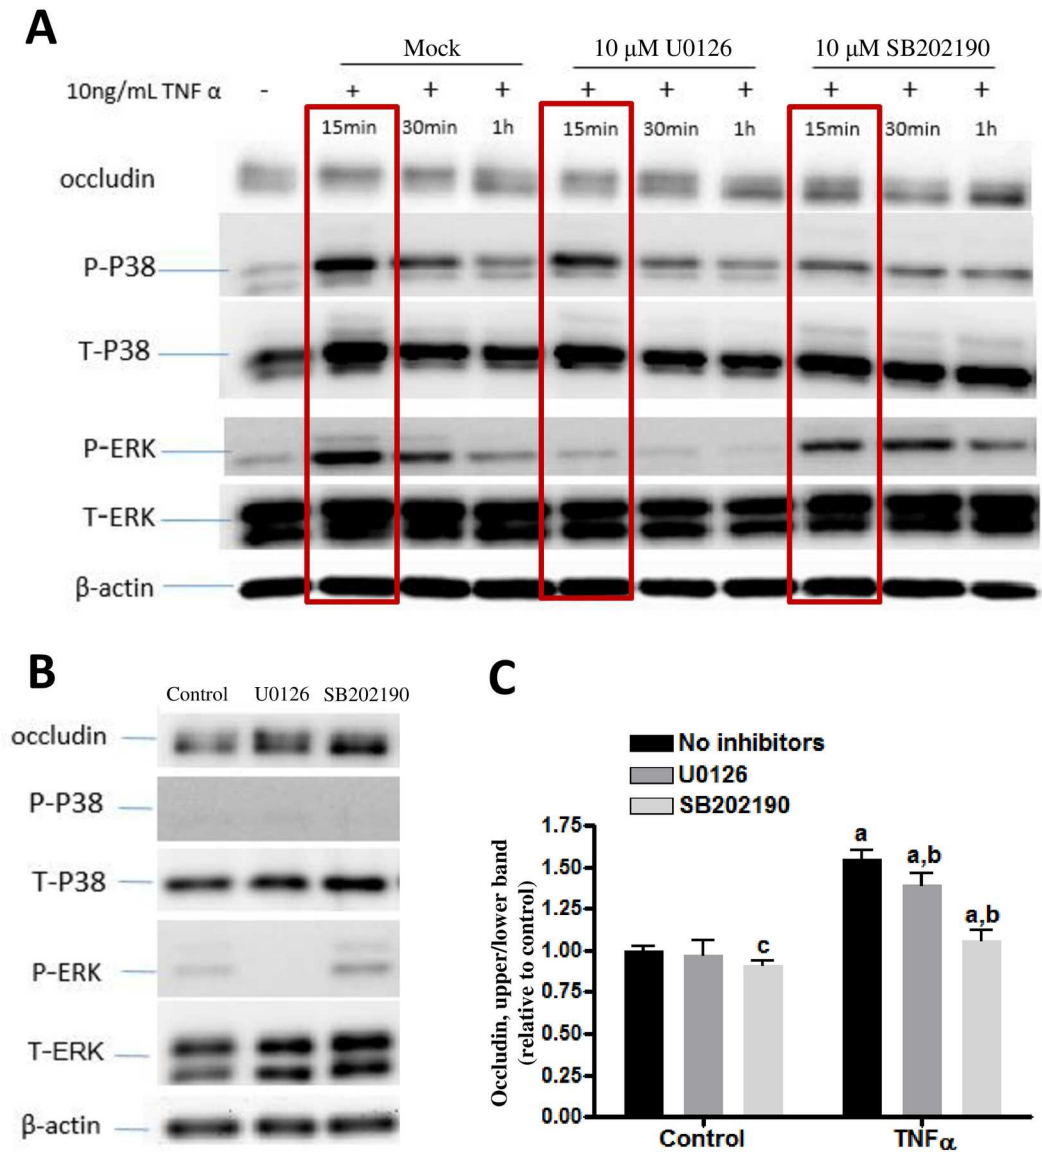 A
Mock 10 μM U0126 10 μM SB202190
10ng/mL TNF α - + + + + + + + + +
15min 30min 1h 15min 30min 1h 15min 30min 1h
occludin
P-P38
T-P38
P-ERK
T-ERK
β-actin
B
Control U0126 SB202190
occludin
P-P38
T-P38
P-ERK
T-ERK
β-actin
C
No inhibitors
U0126
SB202190
Occludin, upper/lower band
(relative to control)
1.75
1.50
1.25
1.00
0.75
0.50
0.25
0.00
a
a,b
a,b
c
Control TNFα